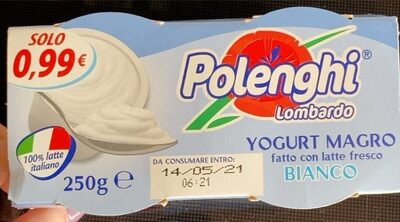 SOLO
0,99€
Polenghi®
Lombardo
100% latte
italiano
250g ℮
DA CONSUMARE ENTRO:
14/05/21
06:21
YOGURT MAGRO
fatto con latte fresco
BIANCO